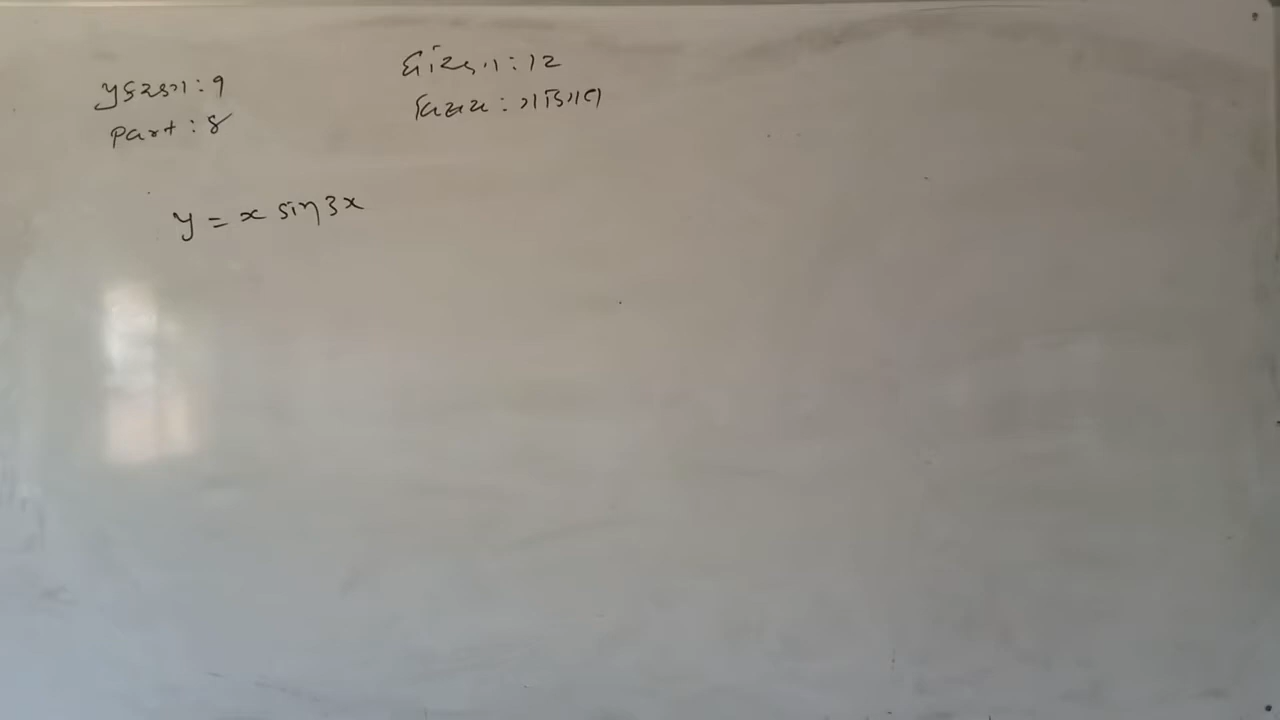 પ્રકરણ : 9
ધોરણ : 12
Part : 8
વિષય : ગણિત
y = x sin 3x